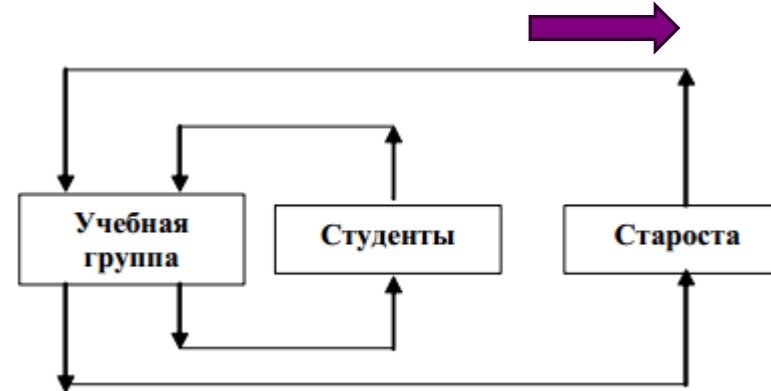 Учебная
группа
Студенты
Староста